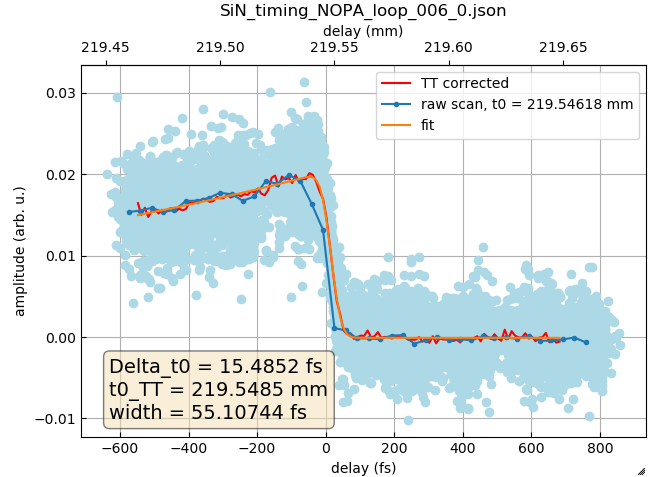 SiN_timing_NOPA_loop_006_0.json
delay (mm)
219.45 219.50 219.55 219.60 219.65
TT corrected
raw scan, t0 = 219.54618 mm
fit
amplitude (arb. u.)
0.03
0.02
0.01
0.00
−0.01
Delta_t0 = 15.4852 fs
t0_TT = 219.5485 mm
width = 55.10744 fs
−600 −400 −200 0 200 400 600 800
delay (fs)